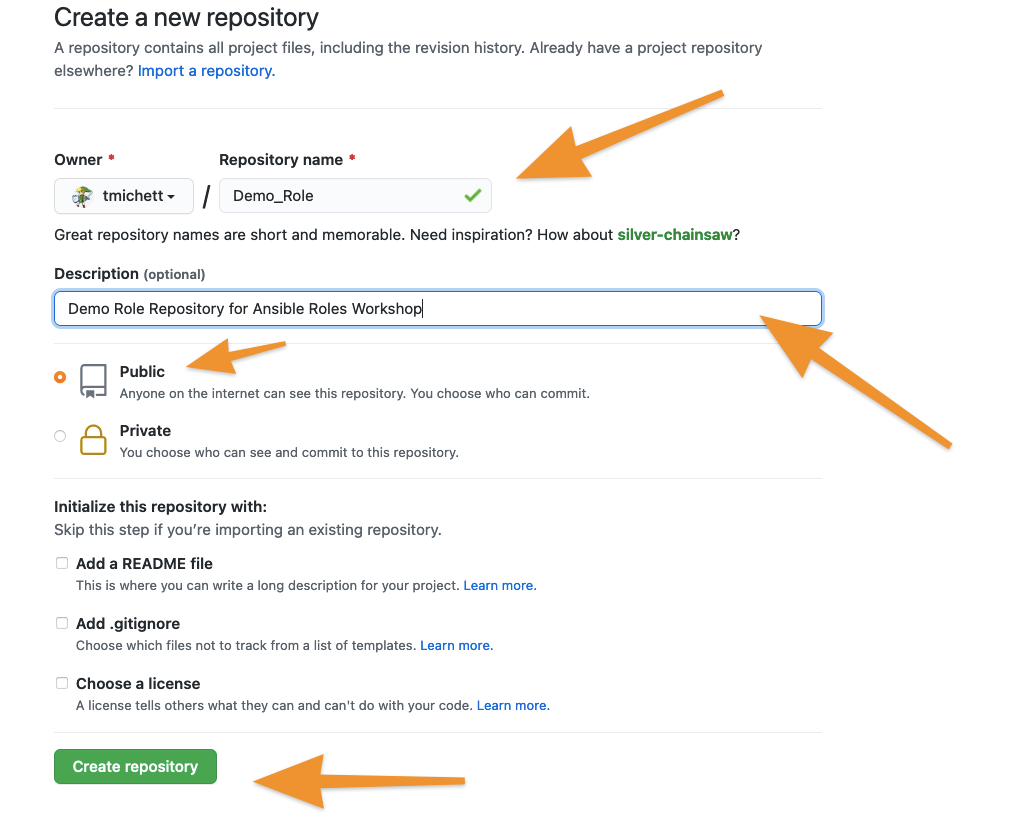 Create a new repository
A repository contains all project files, including the revision history. Already have a project repository
elsewhere? Import a repository.
Owner * Repository name *
tmichett / Demo_Role
Great repository names are short and memorable. Need inspiration? How about silver-chainsaw?
Description (optional)
Demo Role Repository for Ansible Roles Workshop
Public
Anyone on the internet can see this repository. You choose who can commit.
Private
You choose who can see and commit to this repository.
Initialize this repository with:
Skip this step if you’re importing an existing repository.
Add a README file
This is where you can write a long description for your project. Learn more.
Add .gitignore
Choose which files not to track from a list of templates. Learn more.
Choose a license
A license tells others what they can and can't do with your code. Learn more.
Create repository